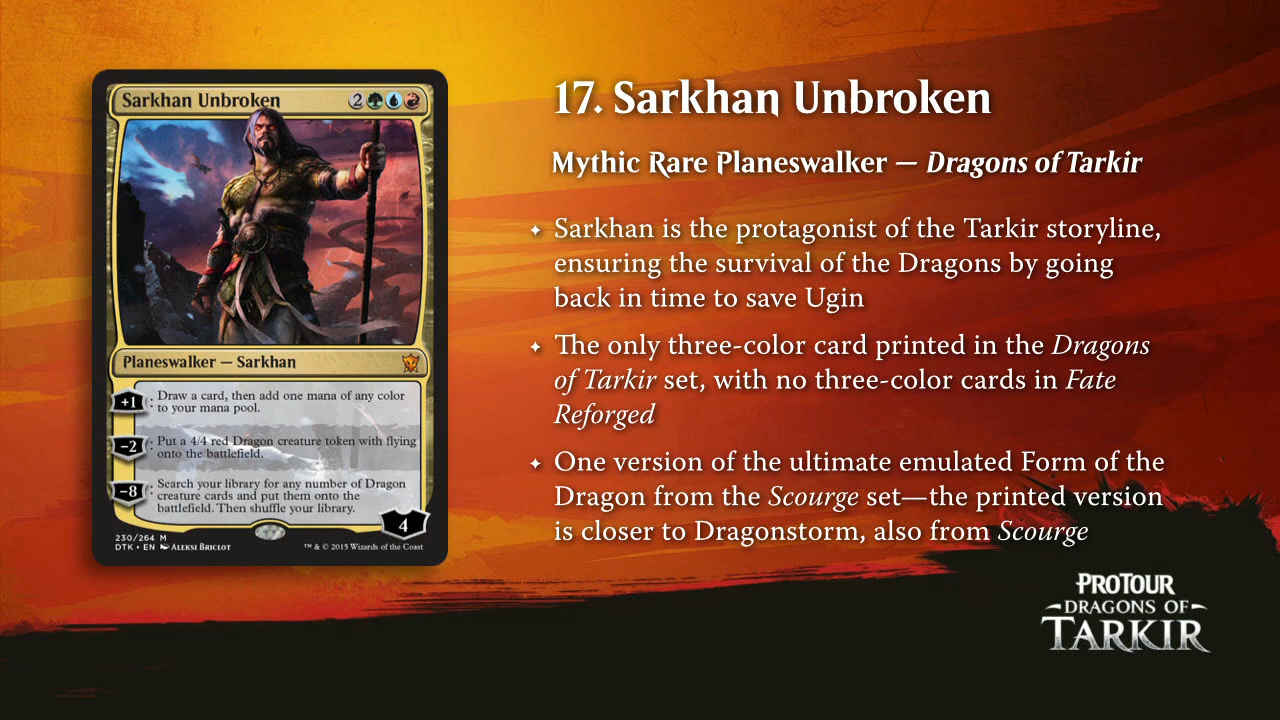 Sarkhan Unbroken 2
Planeswalker — Sarkhan
+1 : Draw a card, then add one mana of any color
to your mana pool.
-2 : Put a 4/4 red Dragon creature token with flying
onto the battlefield.
-8 : Search your library for any number of Dragon
creature cards and put them onto the
battlefield. Then shuffle your library.
4
230/264 M
DTK • EN ALEKSI BRICLOT
™ & © 2015 Wizards of the Coast
17. Sarkhan Unbroken
Mythic Rare Planeswalker — Dragons of Tarkir
Sarkhan is the protagonist of the Tarkir storyline,
ensuring the survival of the Dragons by going
back in time to save Ugin
The only three-color card printed in the Dragons
of Tarkir set, with no three-color cards in Fate
Reforged
One version of the ultimate emulated Form of the
Dragon from the Scourge set—the printed version
is closer to Dragonstorm, also from Scourge
PROTOUR
DRAGONS OF
TARKIR